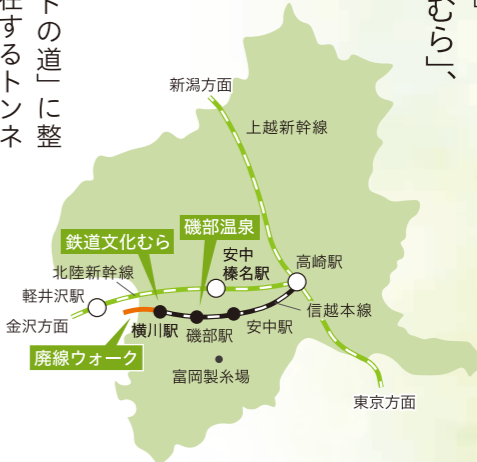 むら」、
ドの道」に整
在するトンネ
新潟方面
上越新幹線
磯部温泉
鉄道文化むら
安中
榛名駅
高崎駅
北陸新幹線
軽井沢駅
信越本線
金沢方面
横川駅
磯部駅
安中駅
廃線ウォーク
富岡製糸場
東京方面